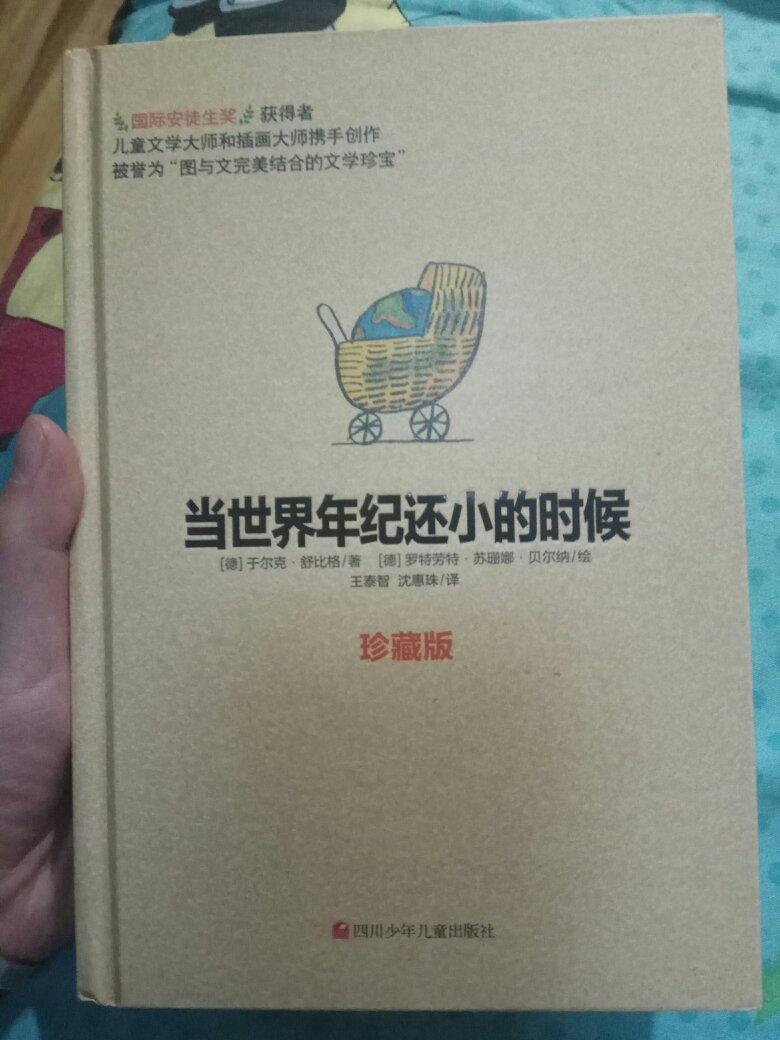 国际安徒生奖 获得者
儿童文学大师和插画大师携手创作
被誉为“图与文完美结合的文学珍宝”
当世界年纪还小的时候
[德] 于尔克·舒比格/著 [德] 罗特劳特·苏珊娜·贝尔纳/绘
王泰智 沈惠珠/译
珍藏版
四川少年儿童出版社